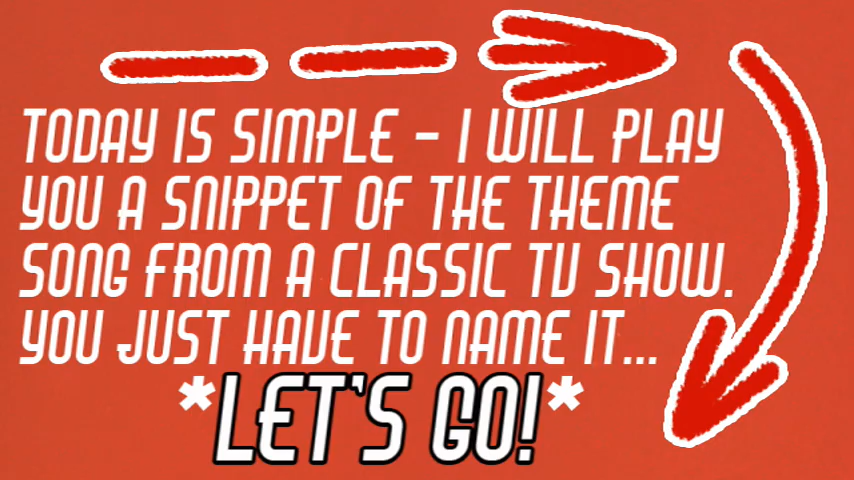 TODAY IS SIMPLE - I WILL PLAY
YOU A SNIPPET OF THE THEME
SONG FROM A CLASSIC TV SHOW.
YOU JUST HAVE TO NAME IT...
*LET'S GO!*